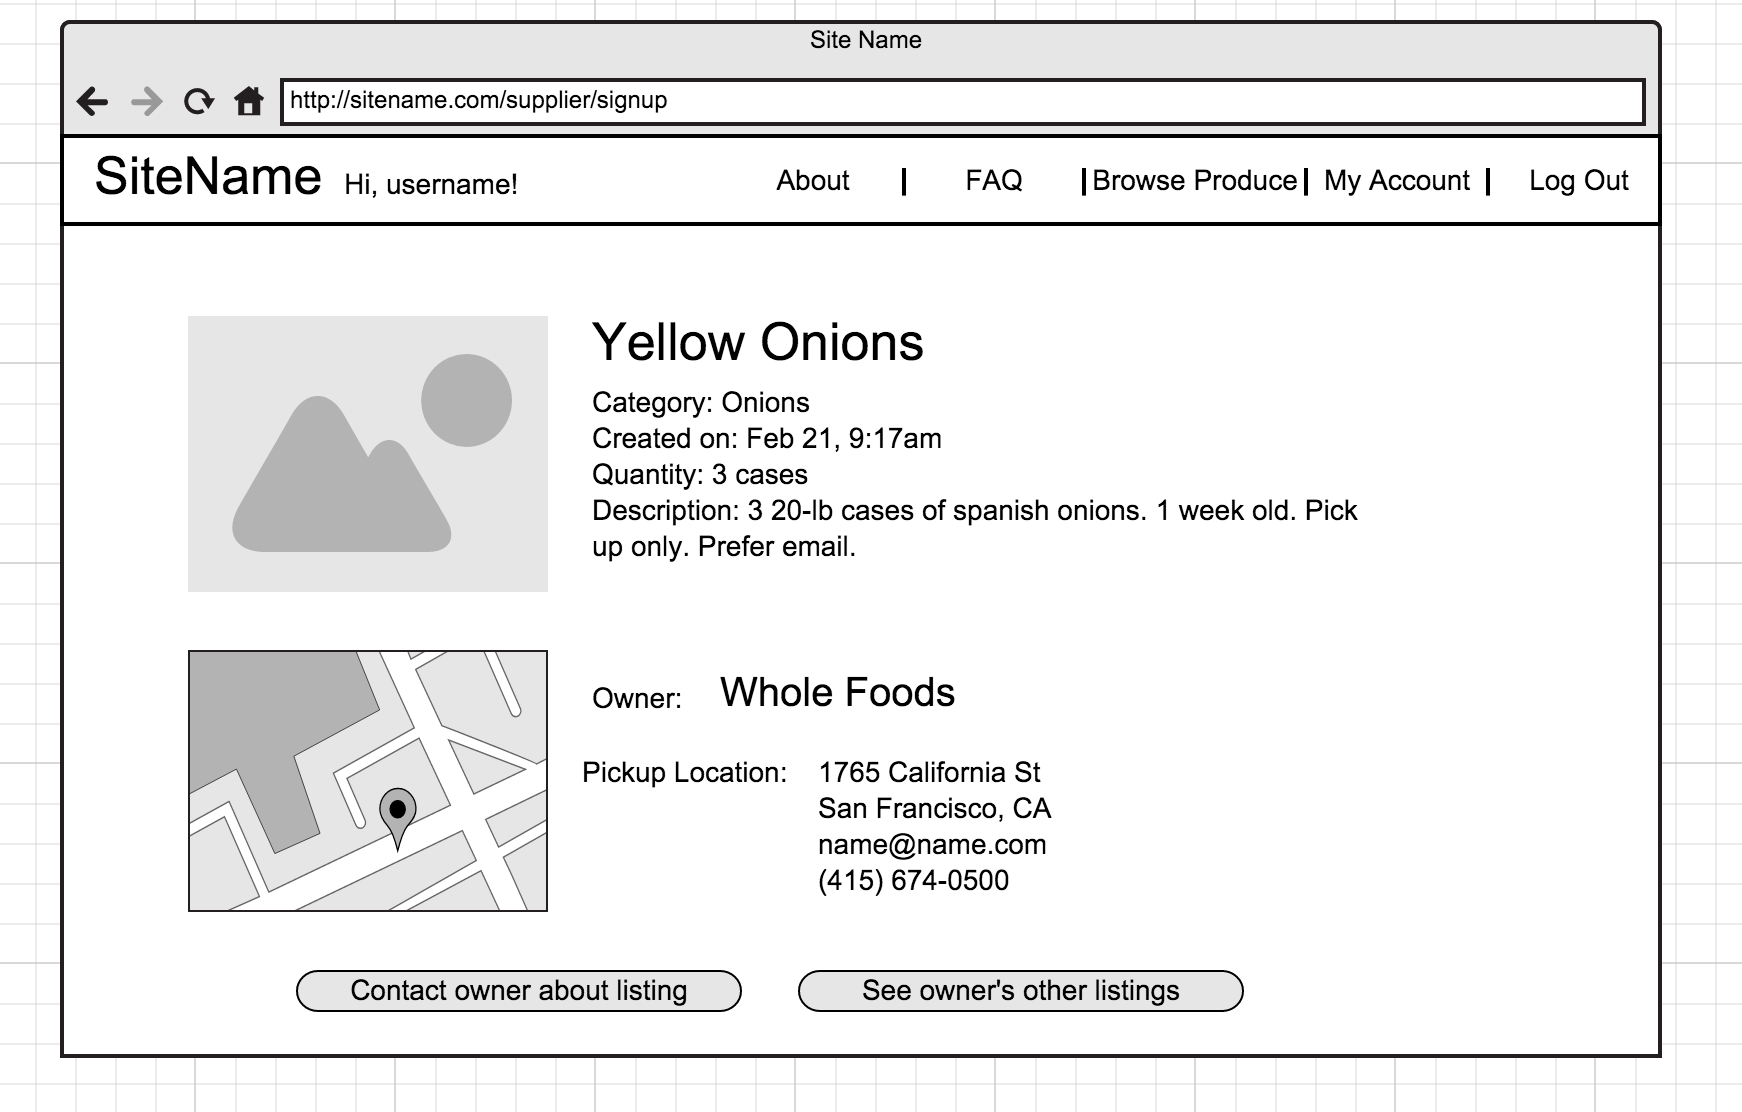 Site Name
http://sitename.com/supplier/signup
SiteName Hi, username! About | FAQ | Browse Produce | My Account | Log Out
Yellow Onions
Category: Onions
Created on: Feb 21, 9:17am
Quantity: 3 cases
Description: 3 20-lb cases of spanish onions. 1 week old. Pick
up only. Prefer email.
Owner: Whole Foods
Pickup Location: 1765 California St
San Francisco, CA
name@name.com
(415) 674-0500
Contact owner about listing See owner's other listings